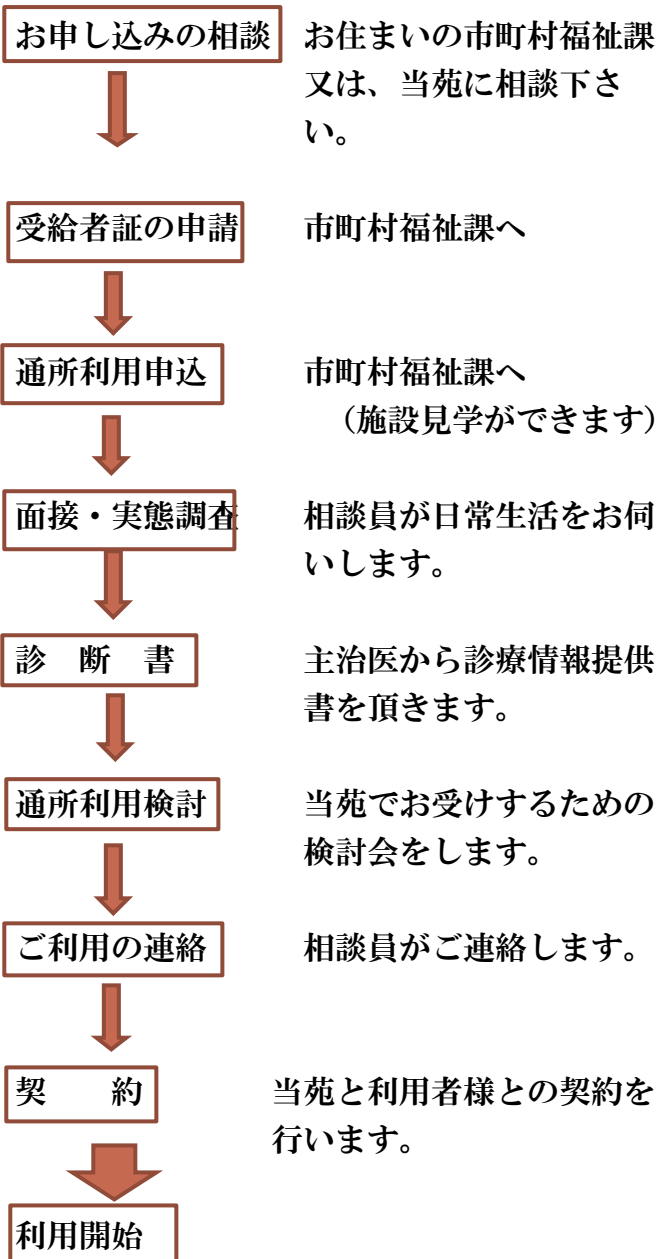 お申し込みの相談　お住まいの市町村福祉課
又は、当苑に相談下さ
い。
受給者証の申請　市町村福祉課へ
通所利用申込　市町村福祉課へ
（施設見学ができます）
面接・実態調査　相談員が日常生活をお伺
いします。
診　断　書　主治医から診療情報提供
書を頂きます。
通所利用検討　当苑でお受けするための
検討会をします。
ご利用の連絡　相談員がご連絡します。
契　　約　当苑と利用者様との契約を
行います。
利用開始